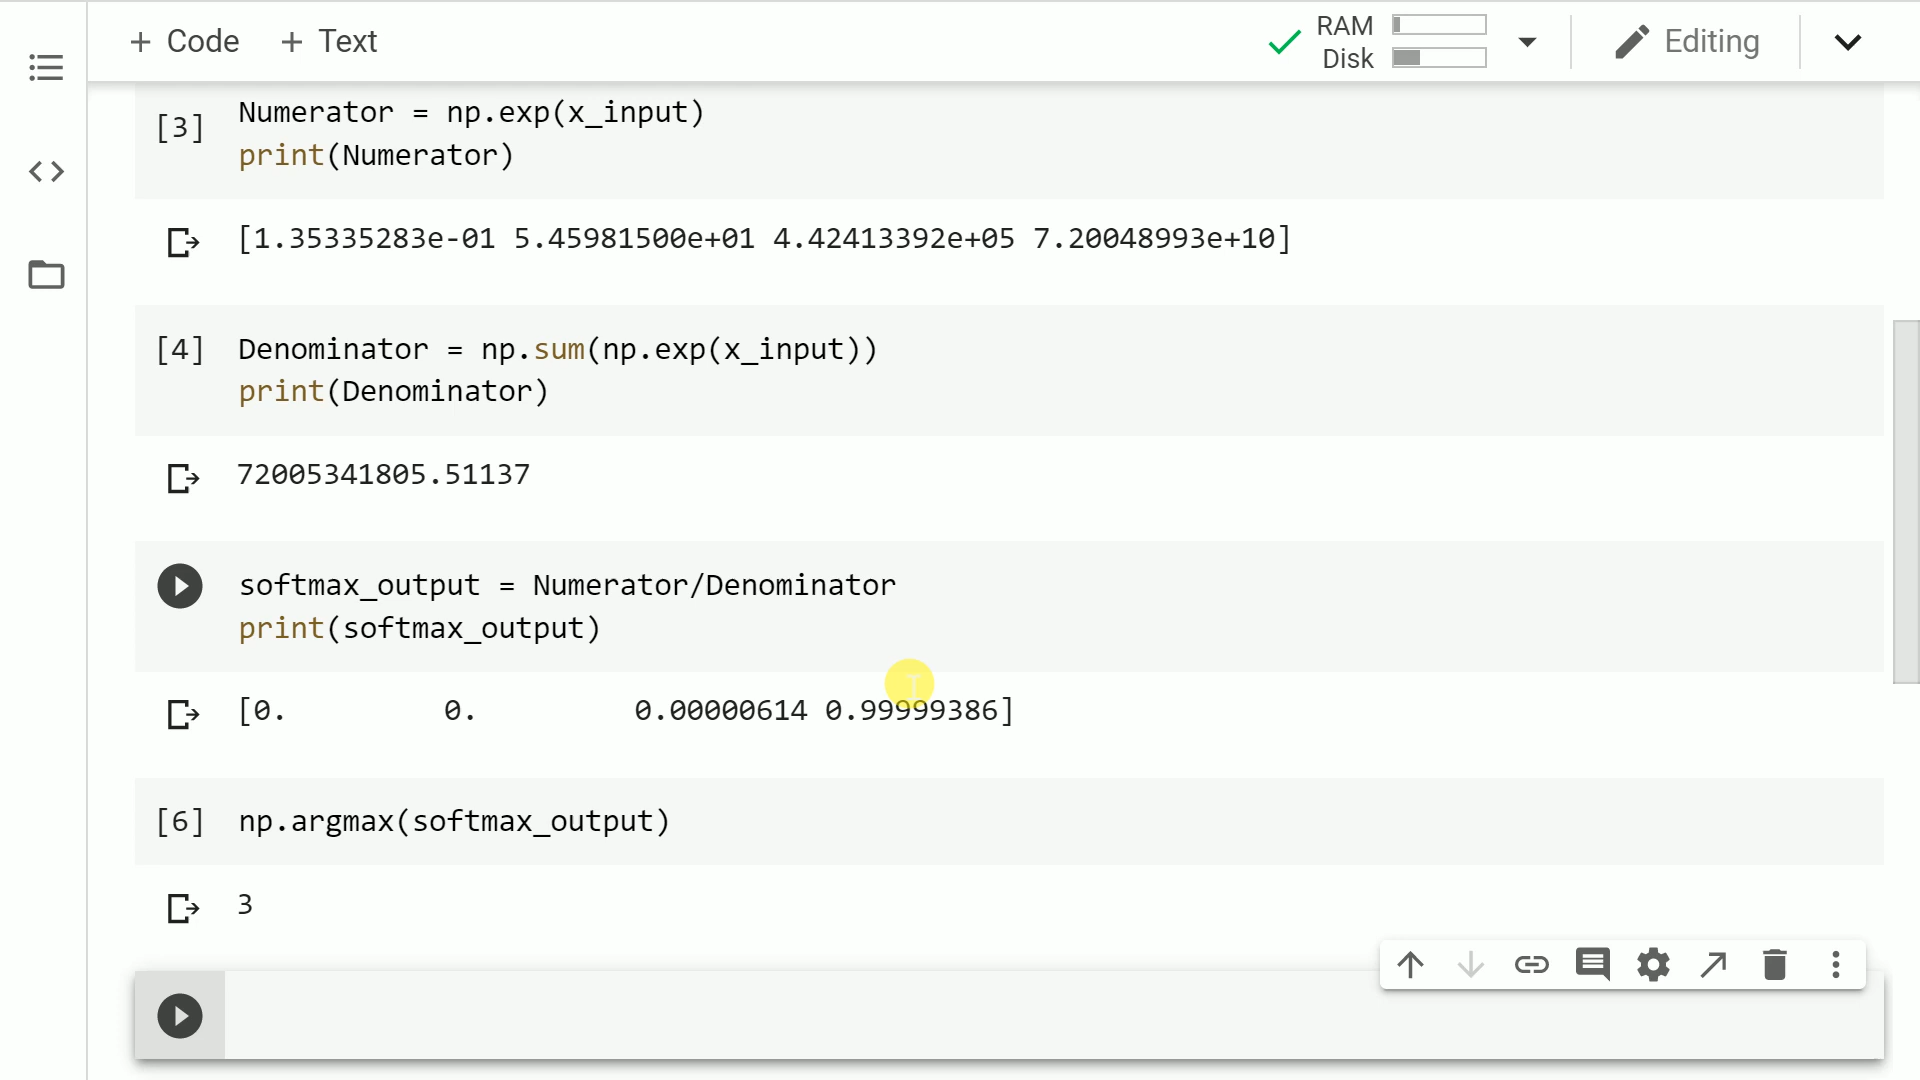 + Code + Text
RAM
Disk
Editing
[3] Numerator = np.exp(x_input)
print(Numerator)
[1.35335283e-01 5.45981500e+01 4.42413392e+05 7.20048993e+10]
[4] Denominator = np.sum(np.exp(x_input))
print(Denominator)
72005341805.51137
softmax_output = Numerator/Denominator
print(softmax_output)
[0. 0. 0.00000614 0.99999386]
[6] np.argmax(softmax_output)
3